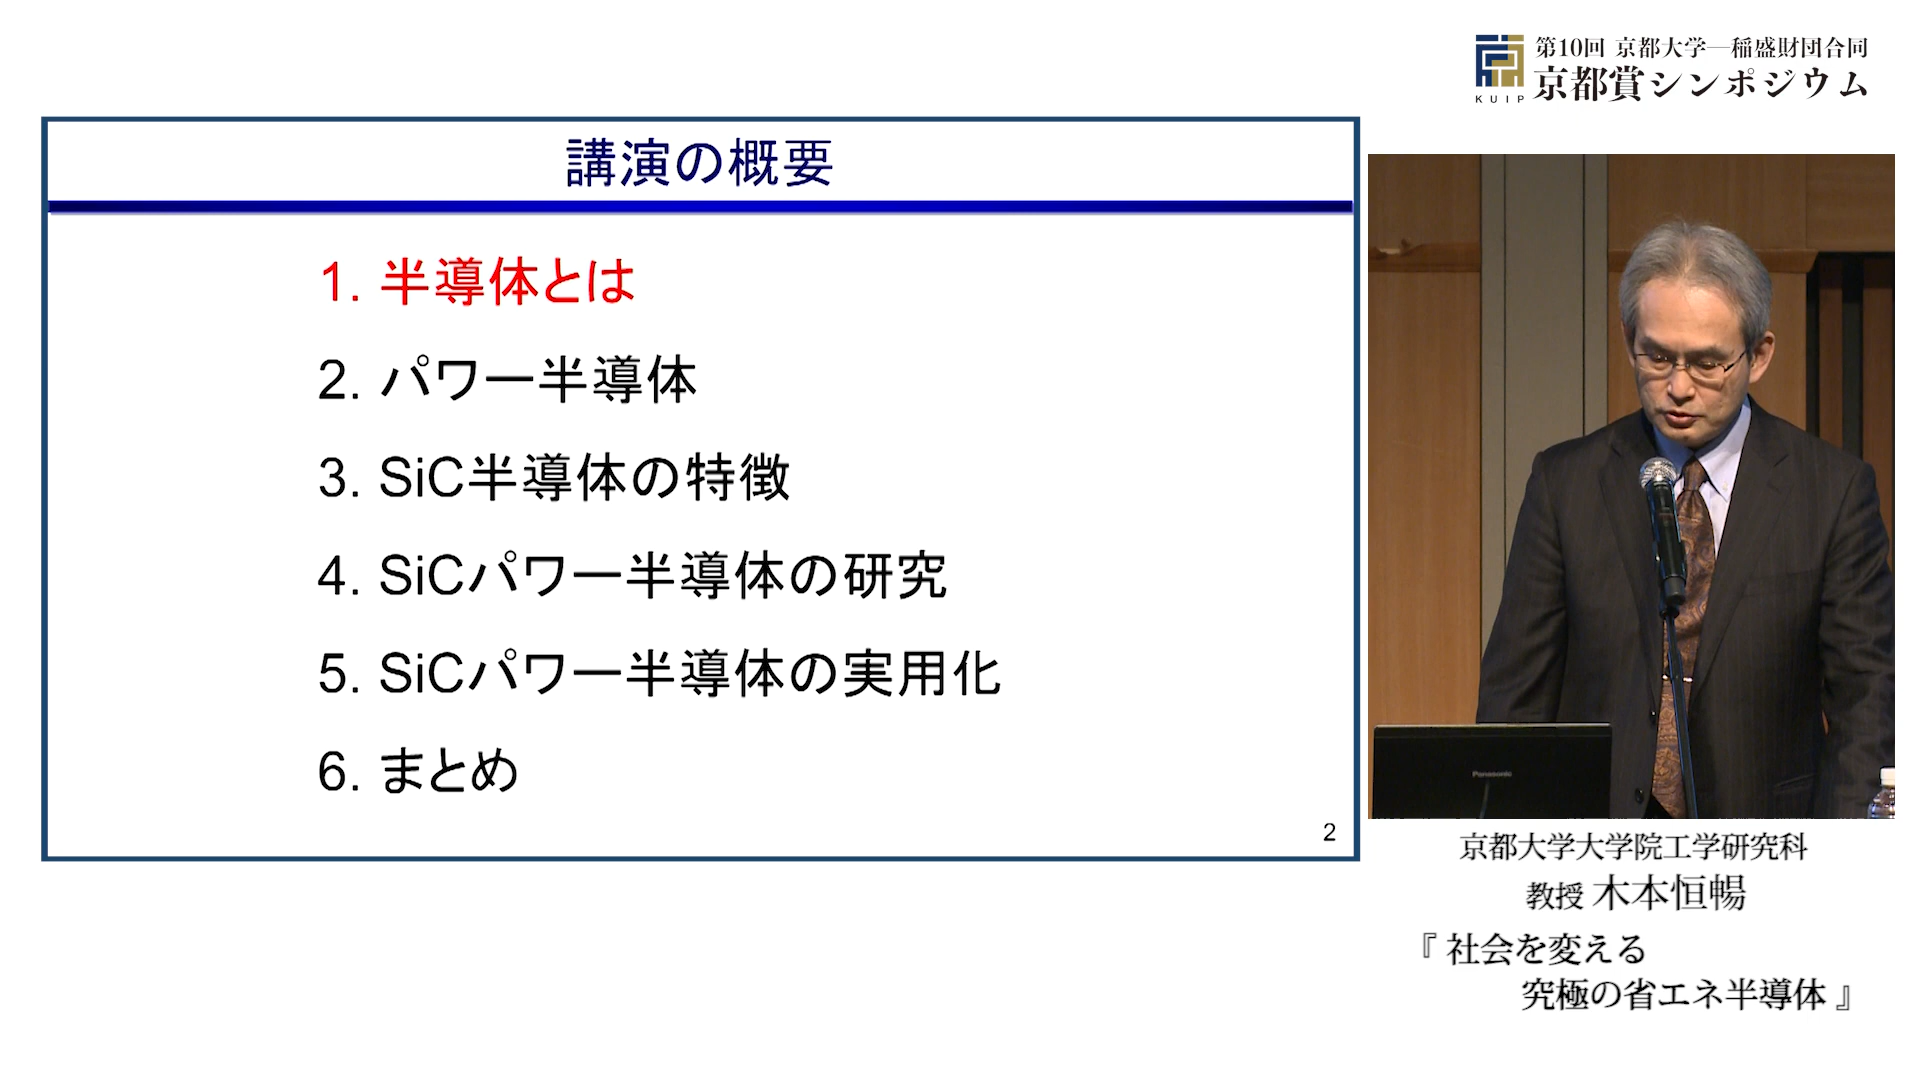 第10回 京都大学―稲盛財団合同
KUIP
京都賞シンポジウム
講演の概要
1. 半導体とは
2. パワー半導体
3. SiC半導体の特徴
4. SiCパワー半導体の研究
5. SiCパワー半導体の実用化
6. まとめ
2
Panasonic
京都大学大学院工学研究科
教授 木本恒暢
『 社会を変える
究極の省エネ半導体 』